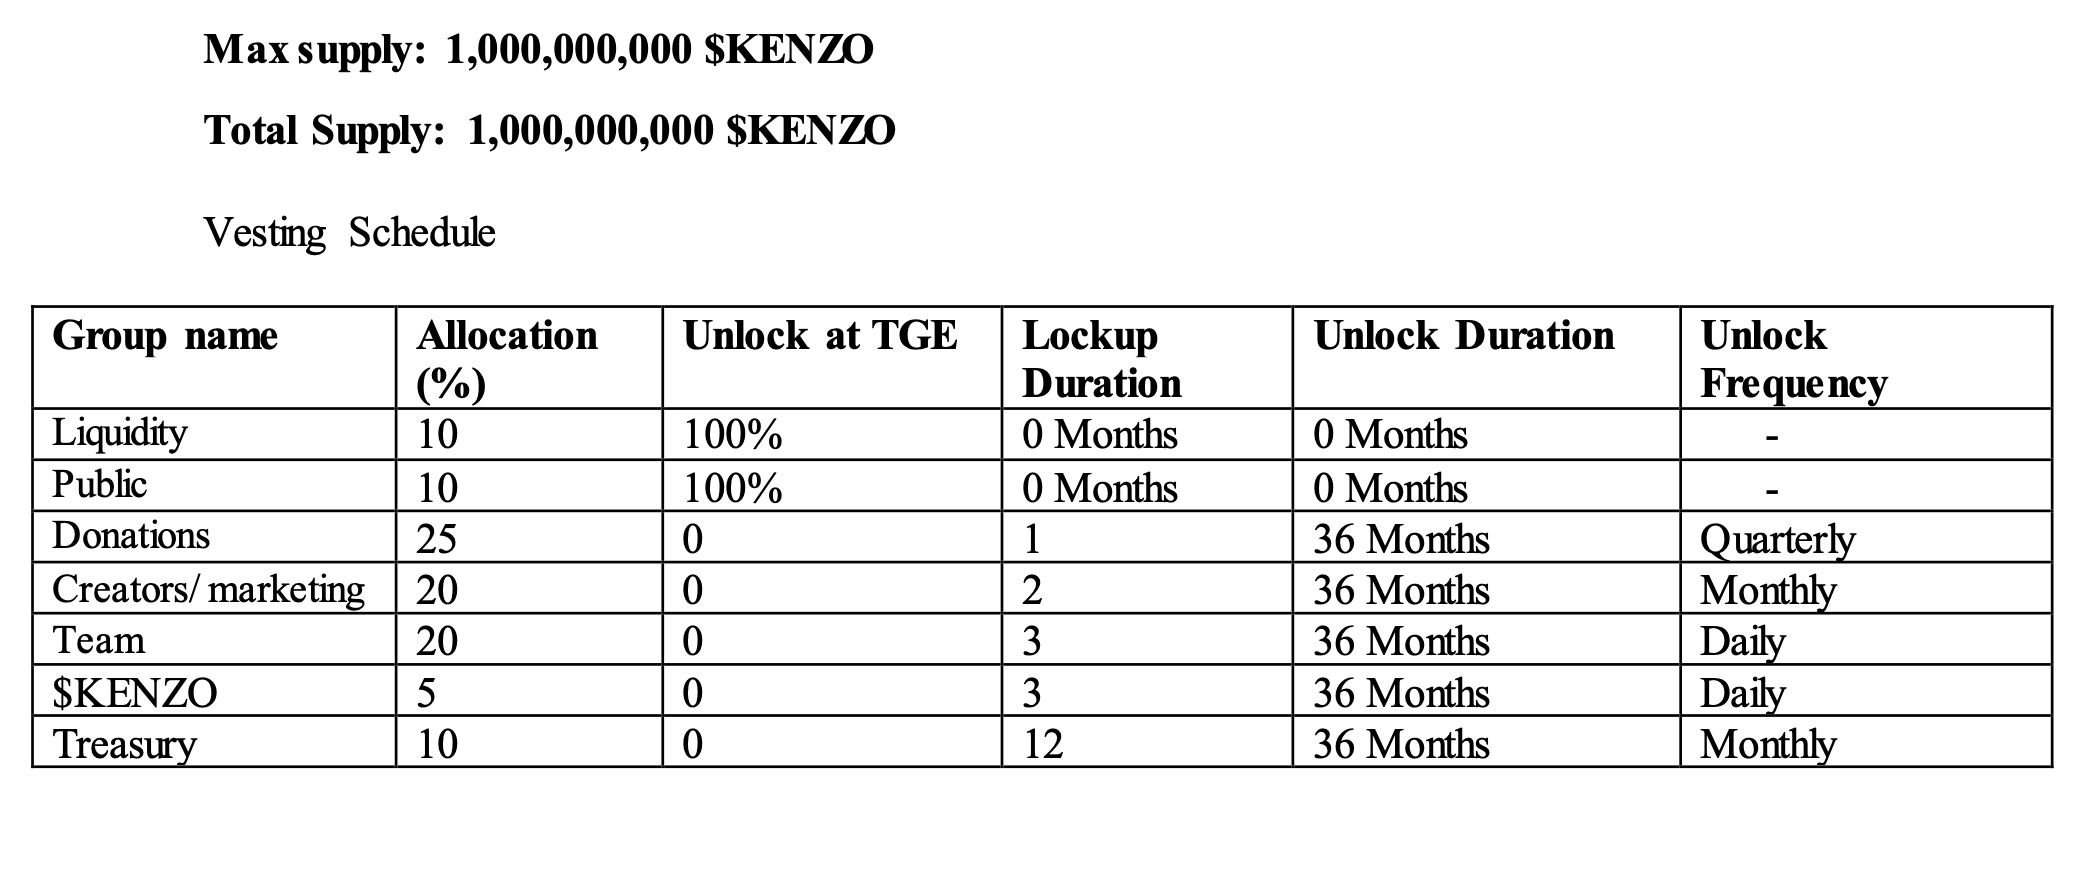 Max supply: 1,000,000,000 $KENZO
Total Supply: 1,000,000,000 $KENZO
Vesting Schedule
Group name Allocation (%) Unlock at TGE Lockup Duration Unlock Duration Unlock Frequency
Liquidity 10 100% 0 Months 0 Months -
Public 10 100% 0 Months 0 Months -
Donations 25 0 1 36 Months Quarterly
Creators/ marketing 20 0 2 36 Months Monthly
Team 20 0 3 36 Months Daily
$KENZO 5 0 3 36 Months Daily
Treasury 10 0 12 36 Months Monthly